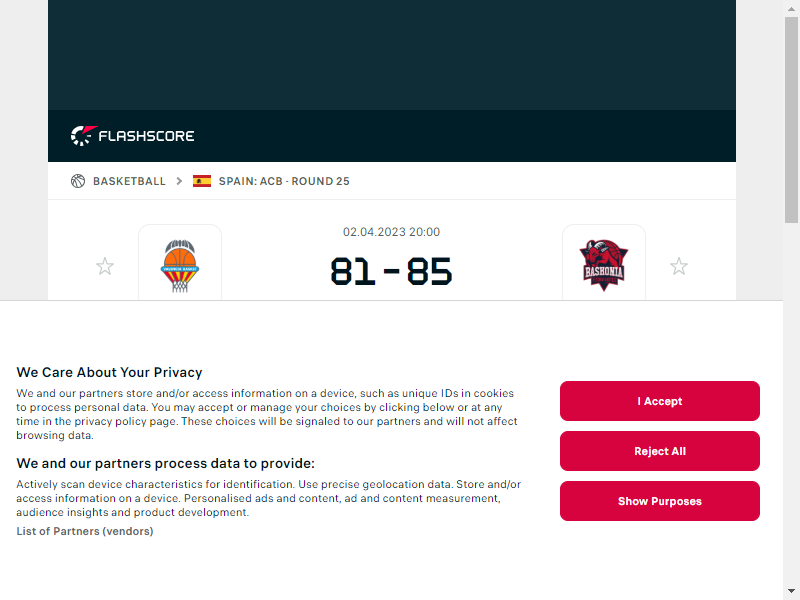 FLASHSCORE
BASKETBALL
SPAIN: ACB - ROUND 25
02.04.2023 20:00
VALENCIA BASKET
81 - 85
BASKONIA
We Care About Your Privacy
We and our partners store and/or access information on a device, such as unique IDs in cookies
to process personal data. You may accept or manage your choices by clicking below or at any
time in the privacy policy page. These choices will be signaled to our partners and will not affect
browsing data.
We and our partners process data to provide:
Actively scan device characteristics for identification. Use precise geolocation data. Store and/or
access information on a device. Personalised ads and content, ad and content measurement,
audience insights and product development.
List of Partners (vendors)
I Accept
Reject All
Show Purposes